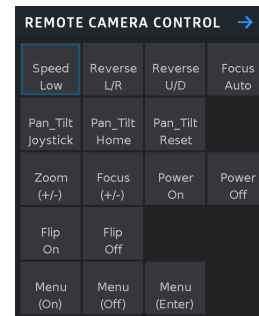 REMOTE CAMERA CONTROL →
Speed Low
Reverse L/R
Reverse U/D
Focus Auto
Pan_Tilt Joystick
Pan_Tilt Home
Pan_Tilt Reset
Zoom (+/-)
Focus (+/-)
Power On
Power Off
Flip On
Flip Off
Menu (On)
Menu (Off)
Menu (Enter)